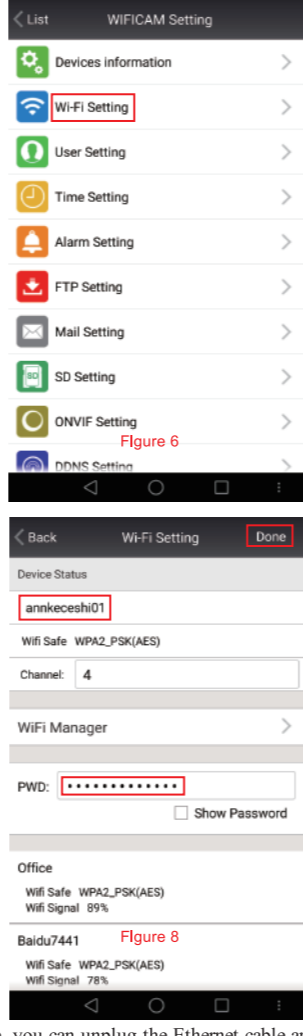 List WIFICAM Setting
Devices information
Wi-Fi Setting
User Setting
Time Setting
Alarm Setting
FTP Setting
Mail Setting
SD
SD Setting
ONVIF Setting
FIgure 6
DDNS Setting
Back Wi-Fi Setting Done
Device Status
annkeceshi01
Wifi Safe WPA2_PSK(AES)
Channel: 4
WiFi Manager
PWD: •••••••••••••
Show Password
Office
Wifi Safe WPA2_PSK(AES)
Wifi Signal 89%
Baidu7441 FIgure 8
Wifi Safe WPA2_PSK(AES)
Wifi Signal 78%
you can unplug the Ethernet cable